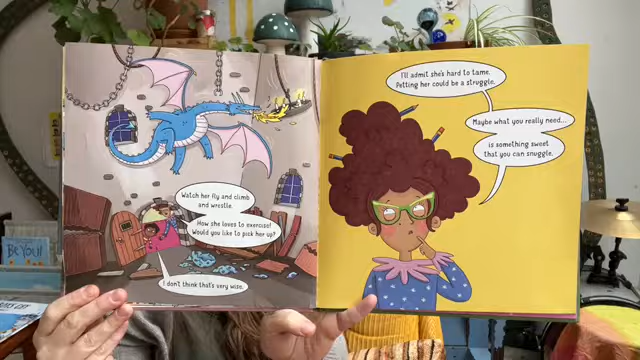 Watch her fly and climb
and wrestle.
How she loves to exercise!
Would you like to pick her up?
I don't think that's very wise.
I'll admit she's hard to tame.
Petting her could be a struggle.
Maybe what you really need...
is something sweet
that you can snuggle.
Be YOU!